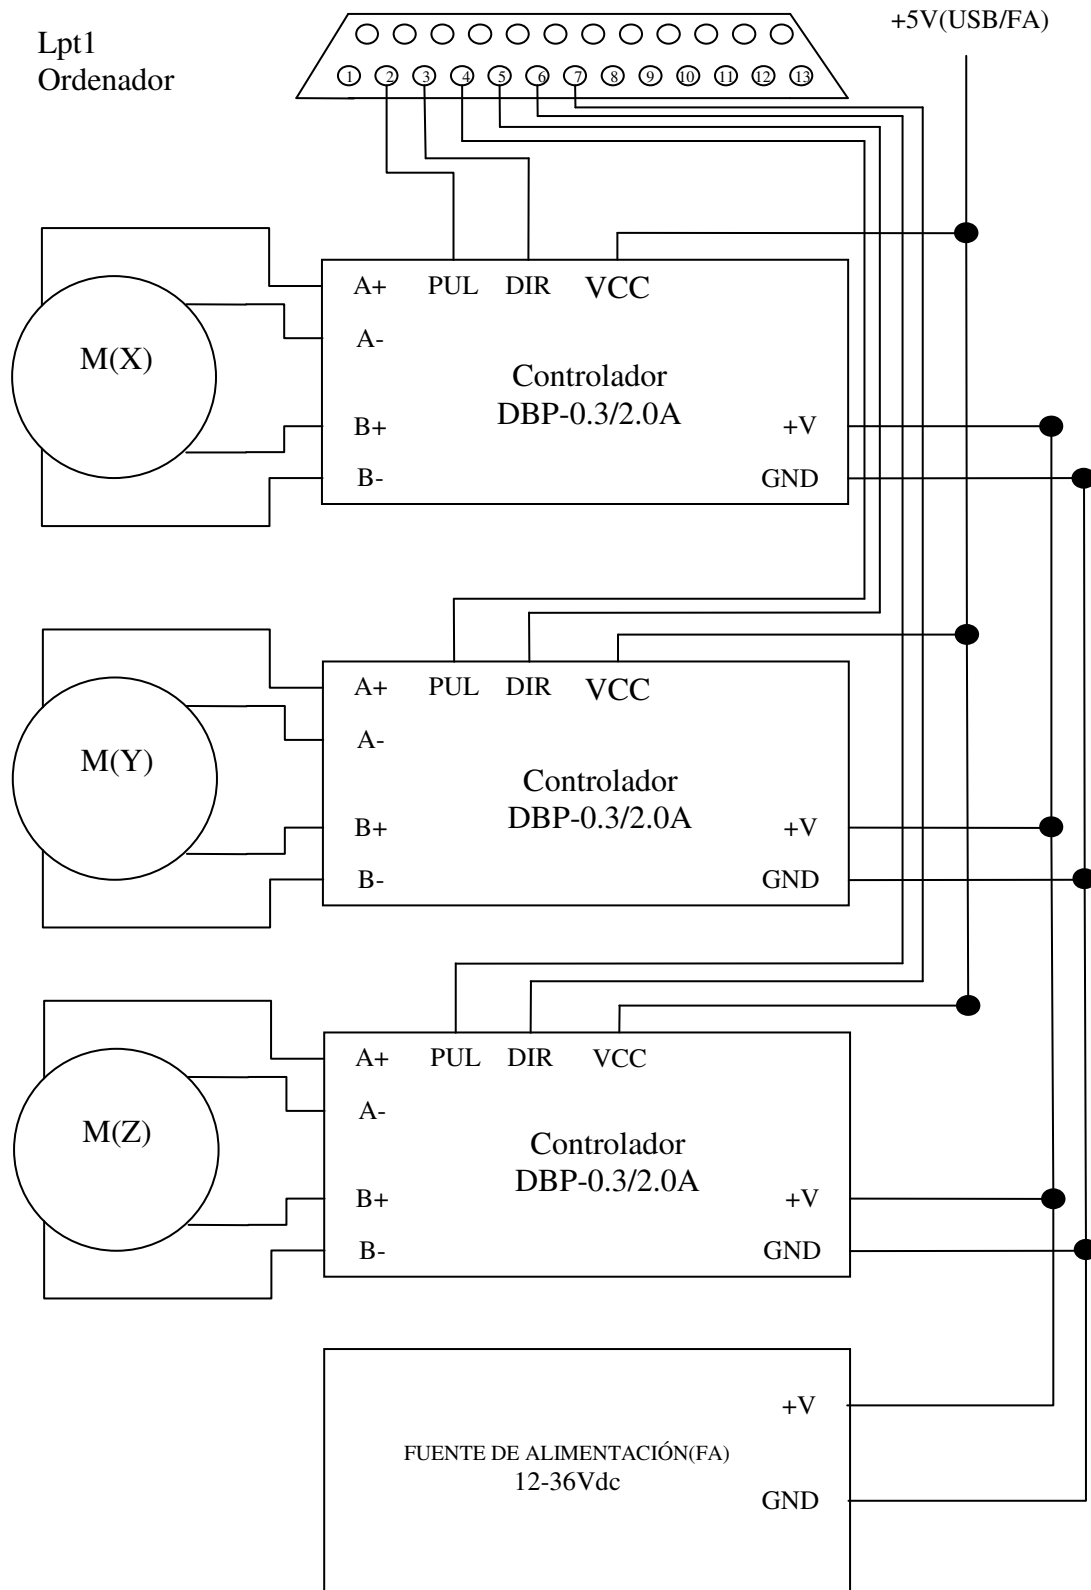 +5V(USB/FA)
Lpt1
Ordenador
1 2 3 4 5 6 7 8 9 10 11 12 13
A+ PUL DIR VCC
A-
M(X)
Controlador
DBP-0.3/2.0A
B+ +V
B- GND
A+ PUL DIR VCC
A-
M(Y)
Controlador
DBP-0.3/2.0A
B+ +V
B- GND
A+ PUL DIR VCC
A-
M(Z)
Controlador
DBP-0.3/2.0A
B+ +V
B- GND
+V
FUENTE DE ALIMENTACIÓN(FA)
12-36Vdc
GND